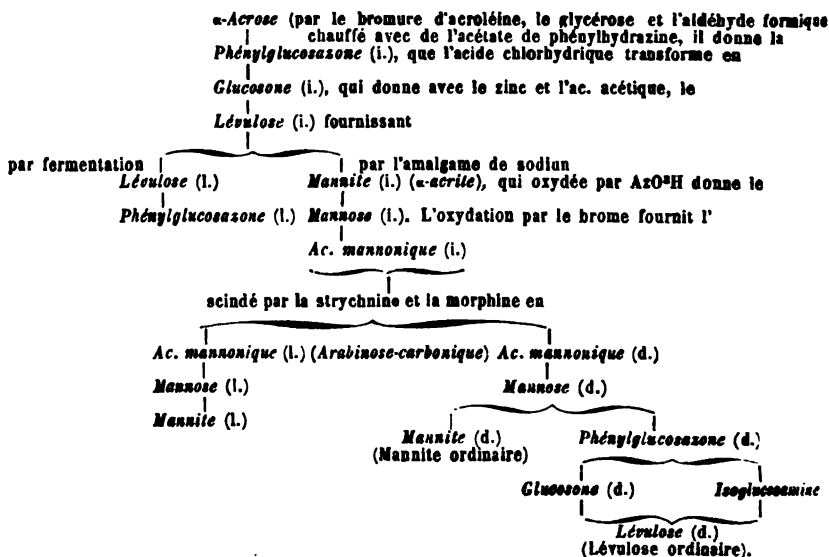 α-Acrose (par le bromure d'acroléine, le glycérose et l'aldéhyde formique
chauffé avec de l'acétate de phénylhydrazine, il donne la
Phénylglucosazone (i.), que l'acide chlorhydrique transforme en
Glucosone (i.), qui donne avec le zinc et l'ac. acétique, le
Lévulose (i.) fournissant
par fermentation par l'amalgame de sodiun
Lévulose (l.) Mannite (i.) (α-acrite), qui oxydée par AzO³H donne le
Phénylglucosazone (l.) Mannose (i.). L'oxydation par le brome fournit l'
Ac. mannonique (i.)
scindé par la strychnine et la morphine en
Ac. mannonique (l.) (Arabinose-carbonique) Ac. mannonique (d.)
Mannose (l.) Mannose (d.)
Mannite (l.)
Mannite (d.) Phénylglucosazone (d.)
(Mannite ordinaire)
Glucosone (d.) Isoglucosamine
Lévulose (d.)
(Lévulose ordinaire).